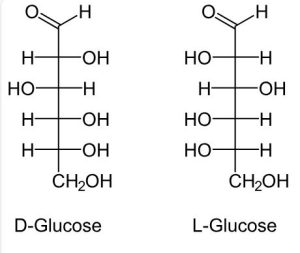 O H O H
H OH HO H
HO H H OH
H OH HO H
H OH HO H
CH₂OH CH₂OH
D-Glucose L-Glucose